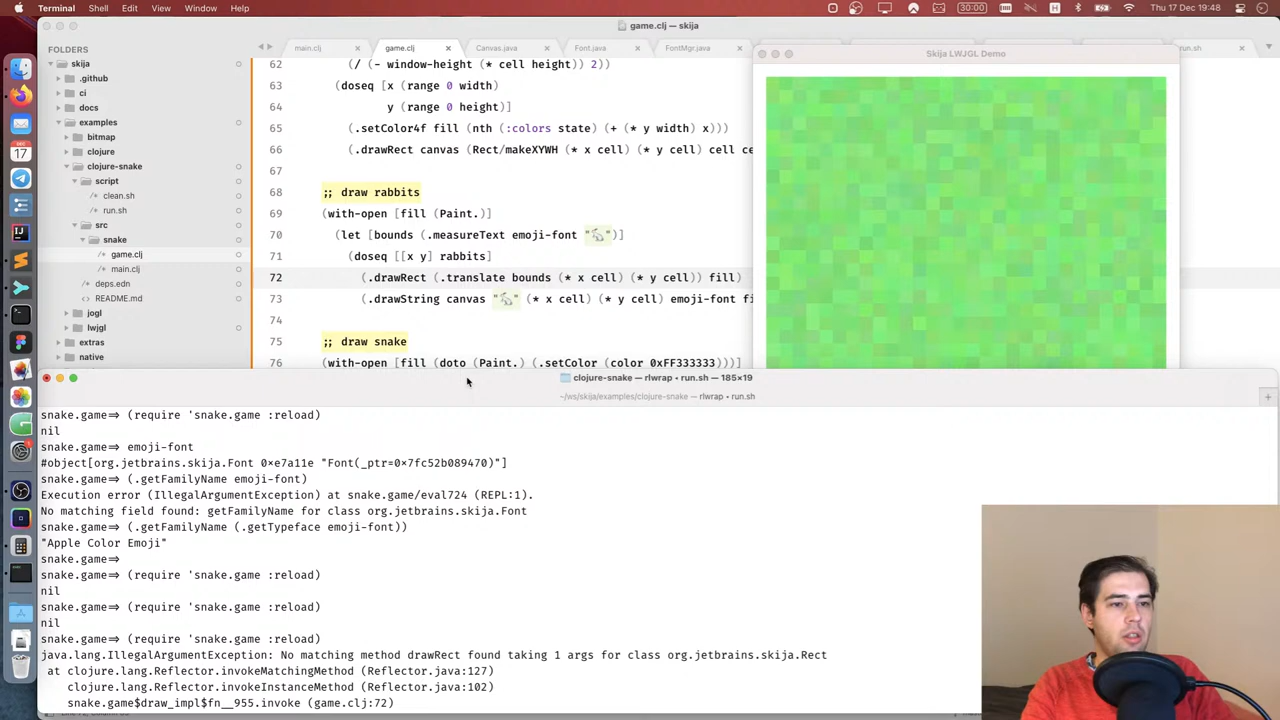 Terminal Shell Edit View Window Help
30:00 Thu 17 Dec 19:48
game.clj — skija
FOLDERS
skija
.github
ci
docs
examples
bitmap
clojure
clojure-snake
script
clean.sh
run.sh
src
snake
game.clj
main.clj
deps.edn
README.md
jogl
lwjgl
extras
native
main.clj × game.clj × Canvas.java × Font.java × FontMgr.java × run.sh ×
62 (/ (- window-height (* cell height)) 2))
63 (doseq [x (range 0 width)
64 y (range 0 height)]
65 (.setColor4f fill (nth (:colors state) (+ (* y width) x)))
66 (.drawRect canvas (Rect/makeXYWH (* x cell) (* y cell) cell ce
67
68 ;; draw rabbits
69 (with-open [fill (Paint.)]
70 (let [bounds (.measureText emoji-font "🐇")]
71 (doseq [[x y] rabbits]
72 (.drawRect (.translate bounds (* x cell) (* y cell)) fill)
73 (.drawString canvas "🐇" (* x cell) (* y cell) emoji-font fi
74
75 ;; draw snake
76 (with-open [fill (doto (Paint.) (.setColor (color 0xFF333333)))]
Skija LWJGL Demo
clojure-snake — rlwrap • run.sh — 185×19
~/ws/skija/examples/clojure-snake — rlwrap • run.sh
snake.game=> (require 'snake.game :reload)
nil
snake.game=> emoji-font
#object[org.jetbrains.skija.Font 0xe7a11e "Font(_ptr=0x7fc52b089470)"]
snake.game=> (.getFamilyName emoji-font)
Execution error (IllegalArgumentException) at snake.game/eval724 (REPL:1).
No matching field found: getFamilyName for class org.jetbrains.skija.Font
snake.game=> (.getFamilyName (.getTypeface emoji-font))
"Apple Color Emoji"
snake.game=>
snake.game=> (require 'snake.game :reload)
nil
snake.game=> (require 'snake.game :reload)
nil
snake.game=> (require 'snake.game :reload)
java.lang.IllegalArgumentException: No matching method drawRect found taking 1 args for class org.jetbrains.skija.Rect
at clojure.lang.Reflector.invokeMatchingMethod (Reflector.java:127)
clojure.lang.Reflector.invokeInstanceMethod (Reflector.java:102)
snake.game$draw_impl$fn__955.invoke (game.clj:72)